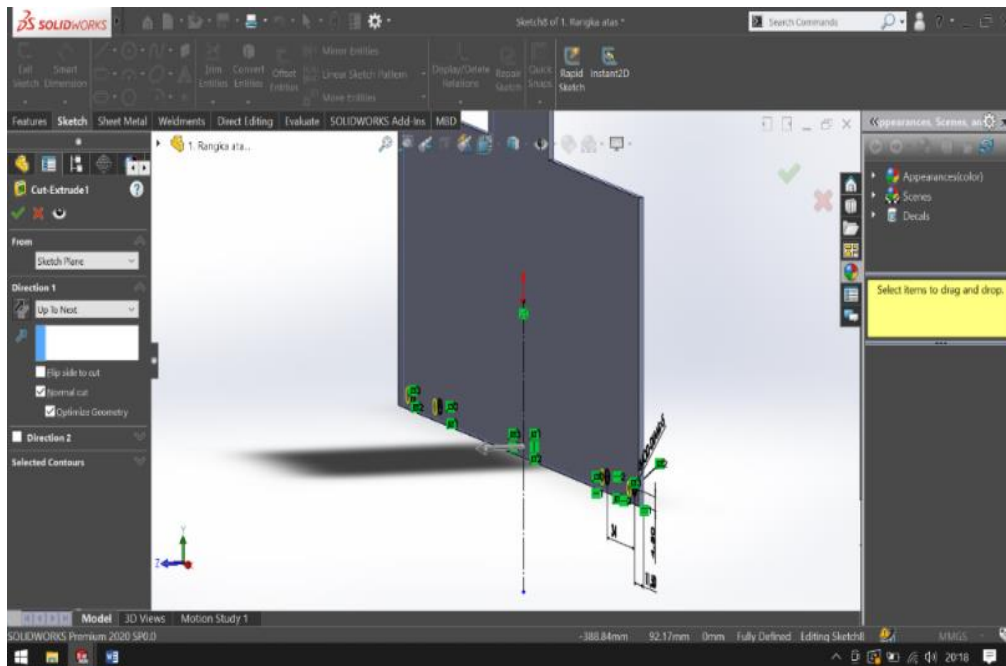 SOLIDWORKS
Sketch8 of 1. Rangka atas *
Search Commands
Exit Sketch
Smart Dimension
Trim Entities
Convert Entities
Offset Entities
Mirror Entities
Linear Sketch Pattern
Move Entities
Display/Delete Relations
Repair Sketch
Quick Snaps
Rapid Sketch
Instant2D
Features Sketch Sheet Metal Weldments Direct Editing Evaluate SOLIDWORKS Add-Ins MBD
1. Rangka ata...
Appearances, Scenes, an
Cut-Extrude1
From
Sketch Plane
Direction 1
Up To Next
Flip side to cut
Normal cut
Optimize Geometry
Direction 2
Selected Contours
Appearances(color)
Scenes
Decals
Select items to drag and drop.
Y
Z
Model 3D Views Motion Study 1
SOLIDWORKS Premium 2020 SP0.0
-388.84mm 92.17mm 0mm Fully Defined Editing Sketch8 MMGS
20:18